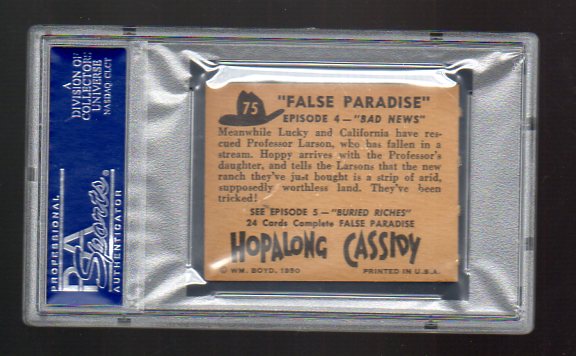 A
DIVISION OF
COLLECTORS
UNIVERSE
NASDAQ: CLCT
PROFESSIONAL
PSA
Sports
AUTHENTICATOR
75
"FALSE PARADISE"
EPISODE 4—"BAD NEWS"
Meanwhile Lucky and California have res-
cued Professor Larson, who has fallen in a
stream. Hoppy arrives with the Professor's
daughter, and tells the Larsons that the new
ranch they've just bought is a strip of arid,
supposedly worthless land. They've been
tricked!
SEE EPISODE 5—"BURIED RICHES"
24 Cards Complete FALSE PARADISE
HOPALONG CASSIDY
© WM. BOYD, 1950 PRINTED IN U.S.A.